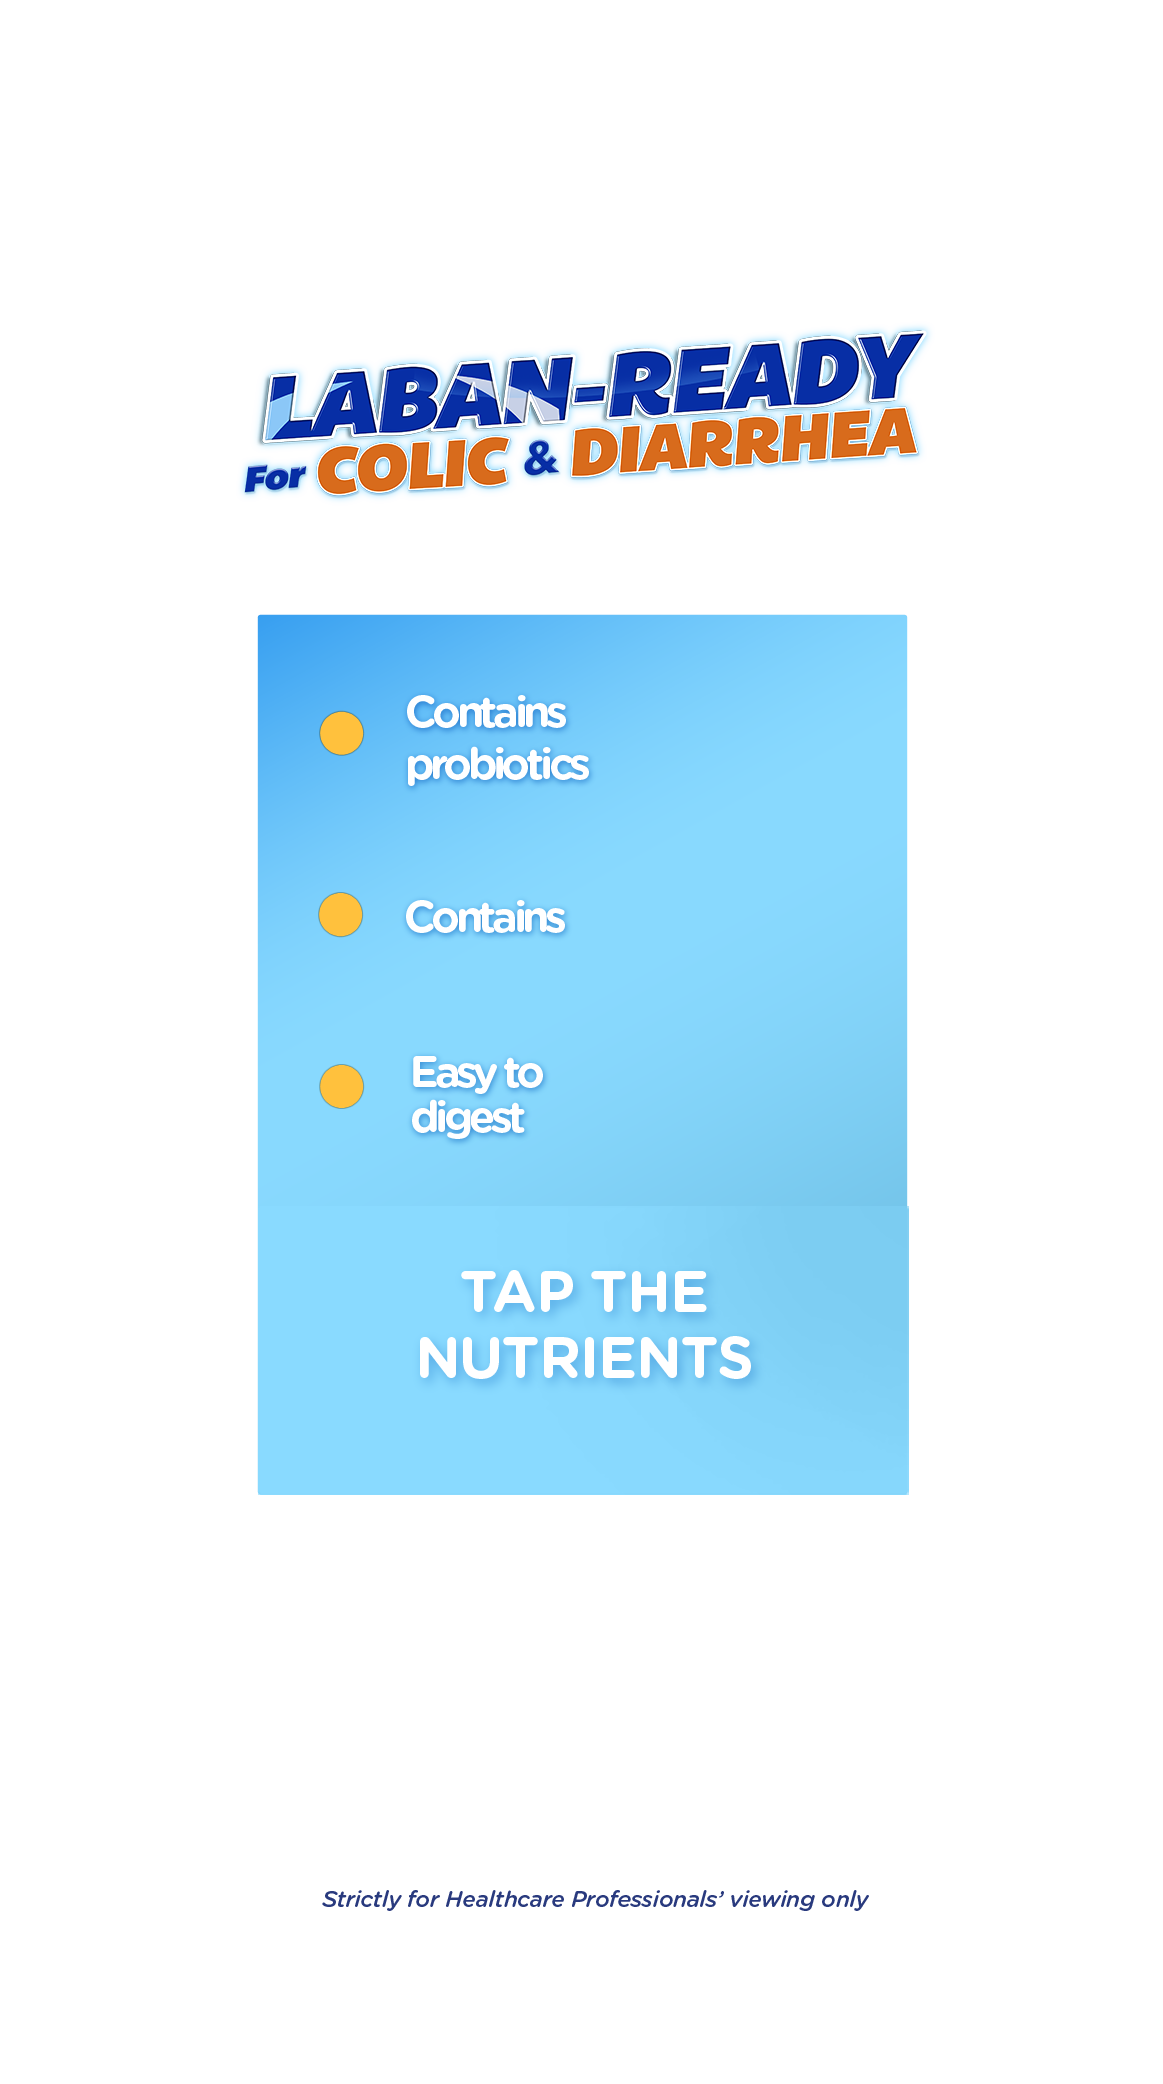 LABAN-READY
For COLIC & DIARRHEA
Contains
probiotics
Contains
Easy to
digest
TAP THE
NUTRIENTS
Strictly for Healthcare Professionals’ viewing only